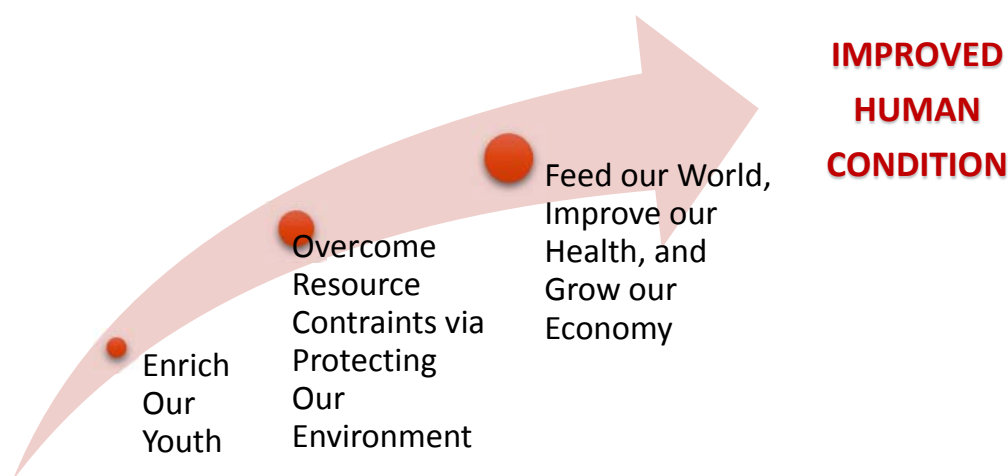 Enrich
Our
Youth
Overcome
Resource
Contraints via
Protecting
Our
Environment
Feed our World,
Improve our
Health, and
Grow our
Economy
IMPROVED
HUMAN
CONDITION